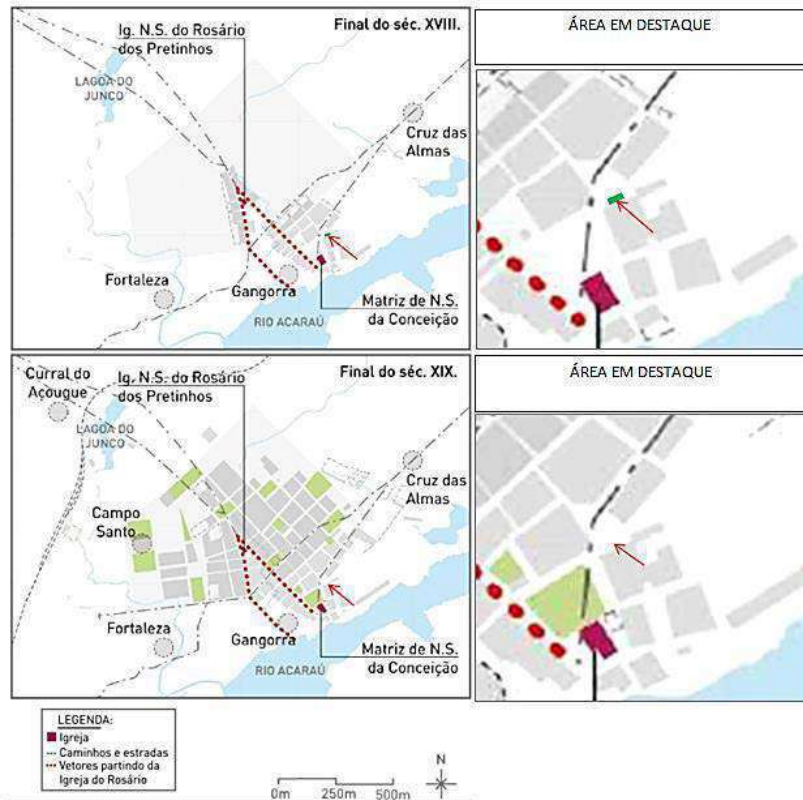 Ig. N.S. do Rosário
dos Pretinhos
Final do séc. XVIII.
LAGOA DO
JUNCO
Cruz das
Almas
Fortaleza
Gangorra
Matriz de N.S.
da Conceição
RIO ACARAÚ
ÁREA EM DESTAQUE
Curral do
Açougue
Ig. N.S. do Rosário
dos Pretinhos
Final do séc. XIX.
LAGOA DO
JUNCO
Cruz das
Almas
Campo
Santo
Fortaleza
Gangorra
Matriz de N.S.
da Conceição
RIO ACARAÚ
ÁREA EM DESTAQUE
LEGENDA:
Igreja
Caminhos e estradas
Vetores partindo da
Igreja do Rosário
0m 250m 500m
N